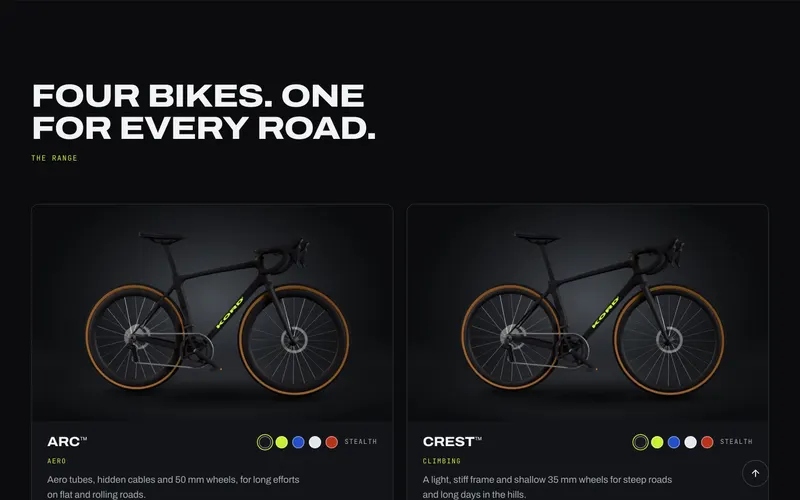 FOUR BIKES. ONE
FOR EVERY ROAD.
THE RANGE
KORD
KORD
ARC™
STEALTH
AERO
Aero tubes, hidden cables and 50 mm wheels, for long efforts
on flat and rolling roads.
CREST™
STEALTH
CLIMBING
A light, stiff frame and shallow 35 mm wheels for steep roads
and long days in the hills.